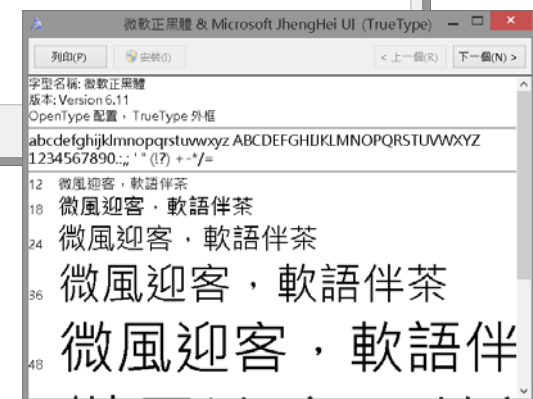 微軟正黑體 & Microsoft JhengHei UI (TrueType)
列印(P) 安裝(I) < 上一個(R) 下一個(N) >
字型名稱: 微軟正黑體
版本: Version 6.11
OpenType 配置， TrueType 外框
abcdefghijklmnopqrstuvwxyz ABCDEFGHIJKLMNOPQRSTUVWXYZ
1234567890.:,; ' " (!?) +-*/=
12 微風迎客，軟語伴茶
18 微風迎客，軟語伴茶
24 微風迎客，軟語伴茶
36 微風迎客，軟語伴茶
48 微風迎客，軟語伴